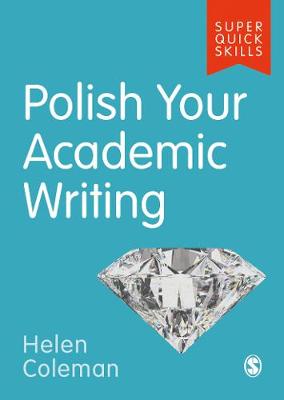 SUPER
QUICK
SKILLS
Polish Your
Academic
Writing
Helen
Coleman